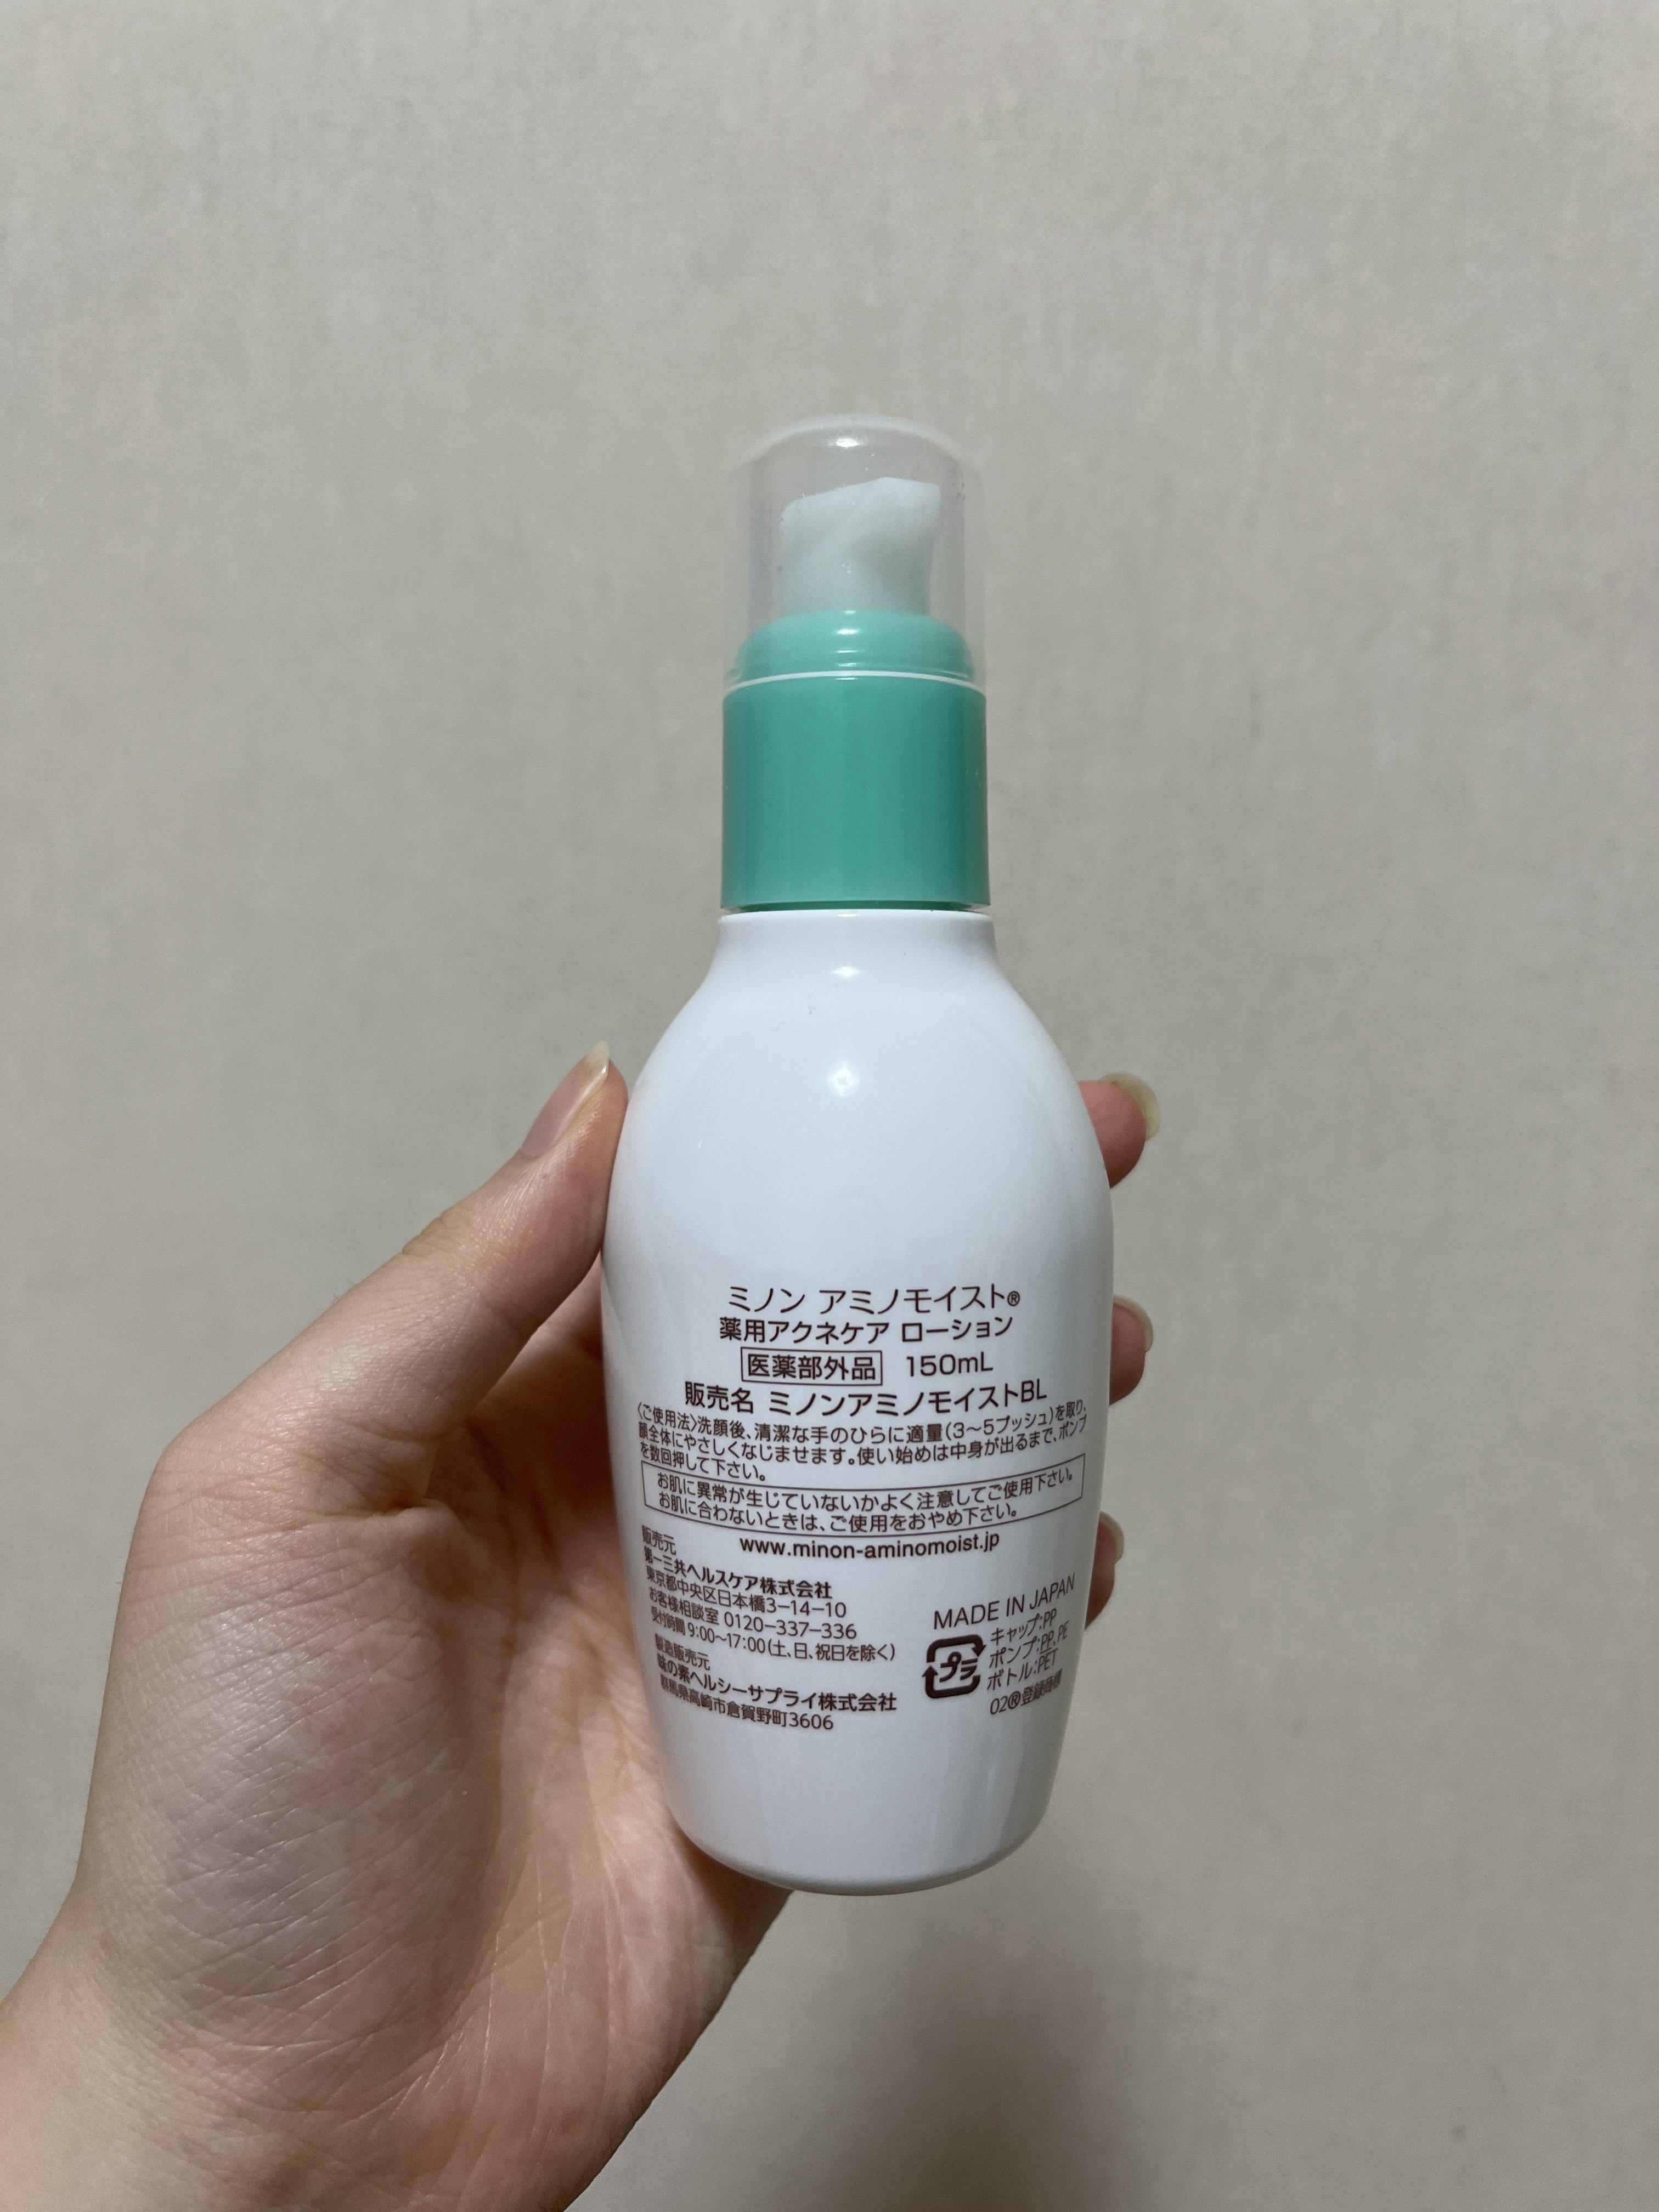 ミノン アミノモイスト®
薬用アクネケア ローション
医薬部外品 150mL
販売名 ミノンアミノモイストBL
〈ご使用法〉洗顔後、清潔な手のひらに適量(3〜5プッシュ)を取り、
顔全体にやさしくなじませます。使い始めは中身が出るまで、ポンプ
を数回押して下さい。
お肌に異常が生じていないかよく注意してご使用下さい。
お肌に合わないときは、ご使用をおやめ下さい。
www.minon-aminomoist.jp
販売元
第一三共ヘルスケア株式会社
東京都中央区日本橋3-14-10
お客様相談室 0120-337-336
受付時間 9:00〜17:00(土、日、祝日を除く)
製造販売元
味の素ヘルシーサプライ株式会社
群馬県高崎市倉賀野町3606
MADE IN JAPAN
プラ
キャップ:PP
ポンプ:PP、PE
ボトル:PET
02®登録商標